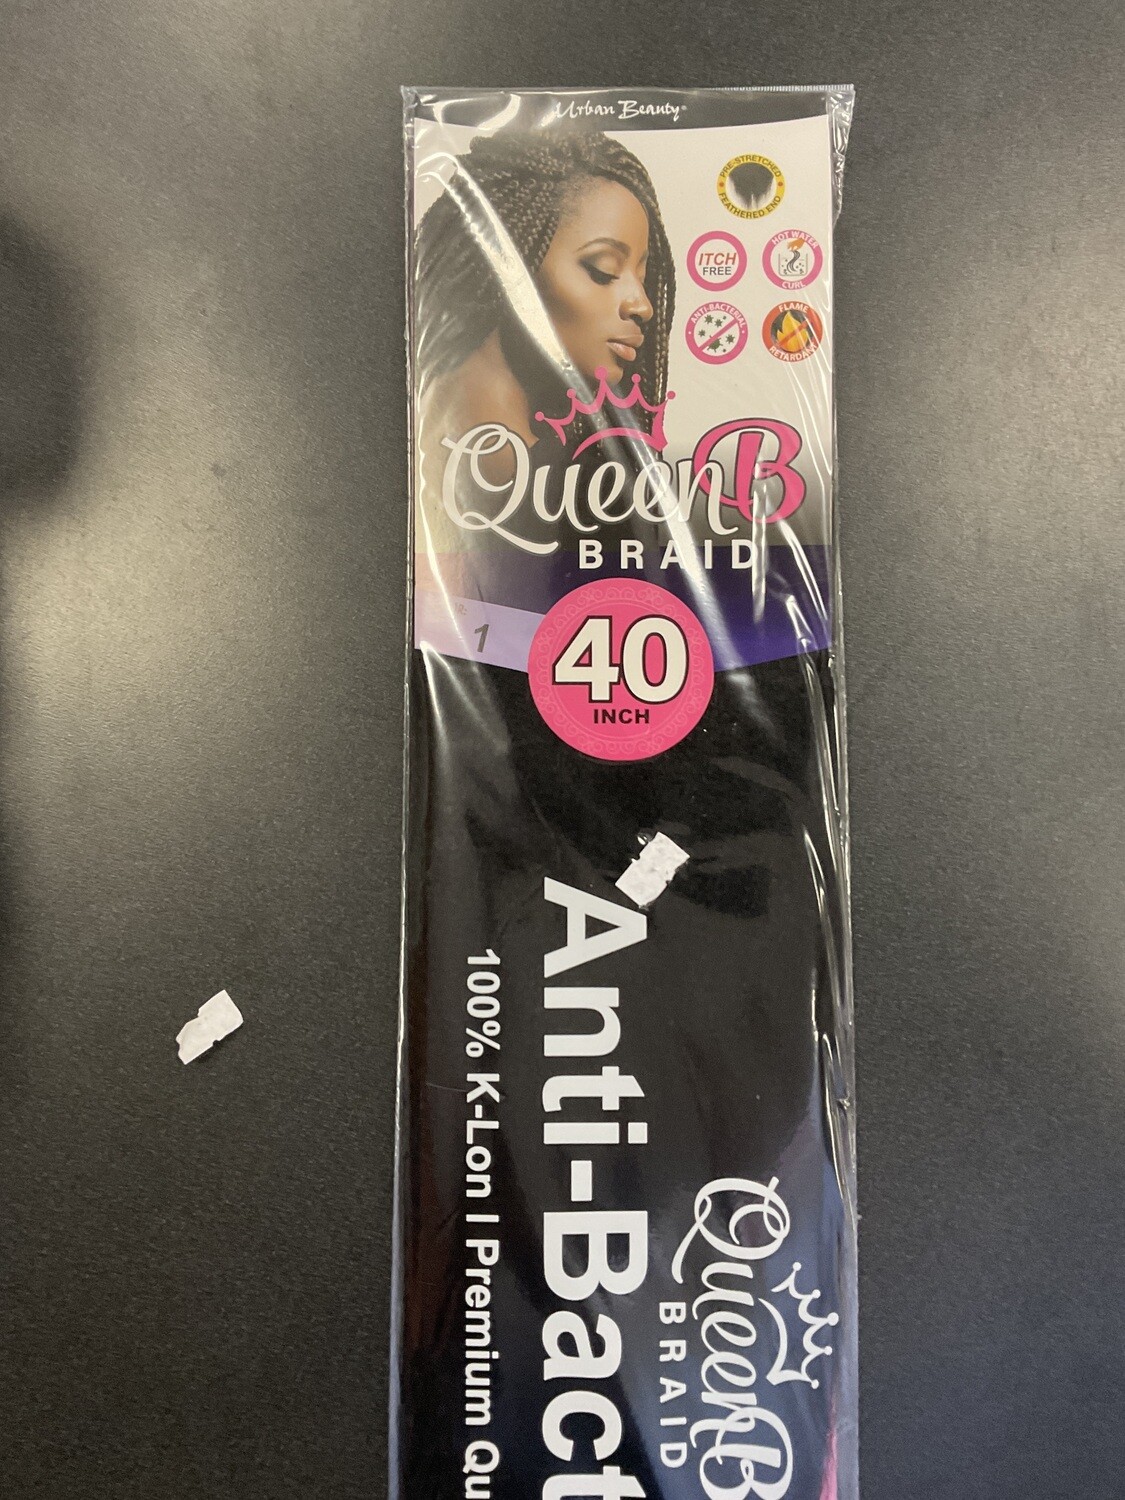 Urban Beauty®
PRE-STRETCHED
FEATHERED END
ITCH
FREE
HOT WATER
CURL
ANTI-BACTERIAL
FLAME
RETARDANT
QueenB
BRAID
1
40
INCH
Anti-Bact
100% K-Lon | Premium Qu
QueenB
BRAID